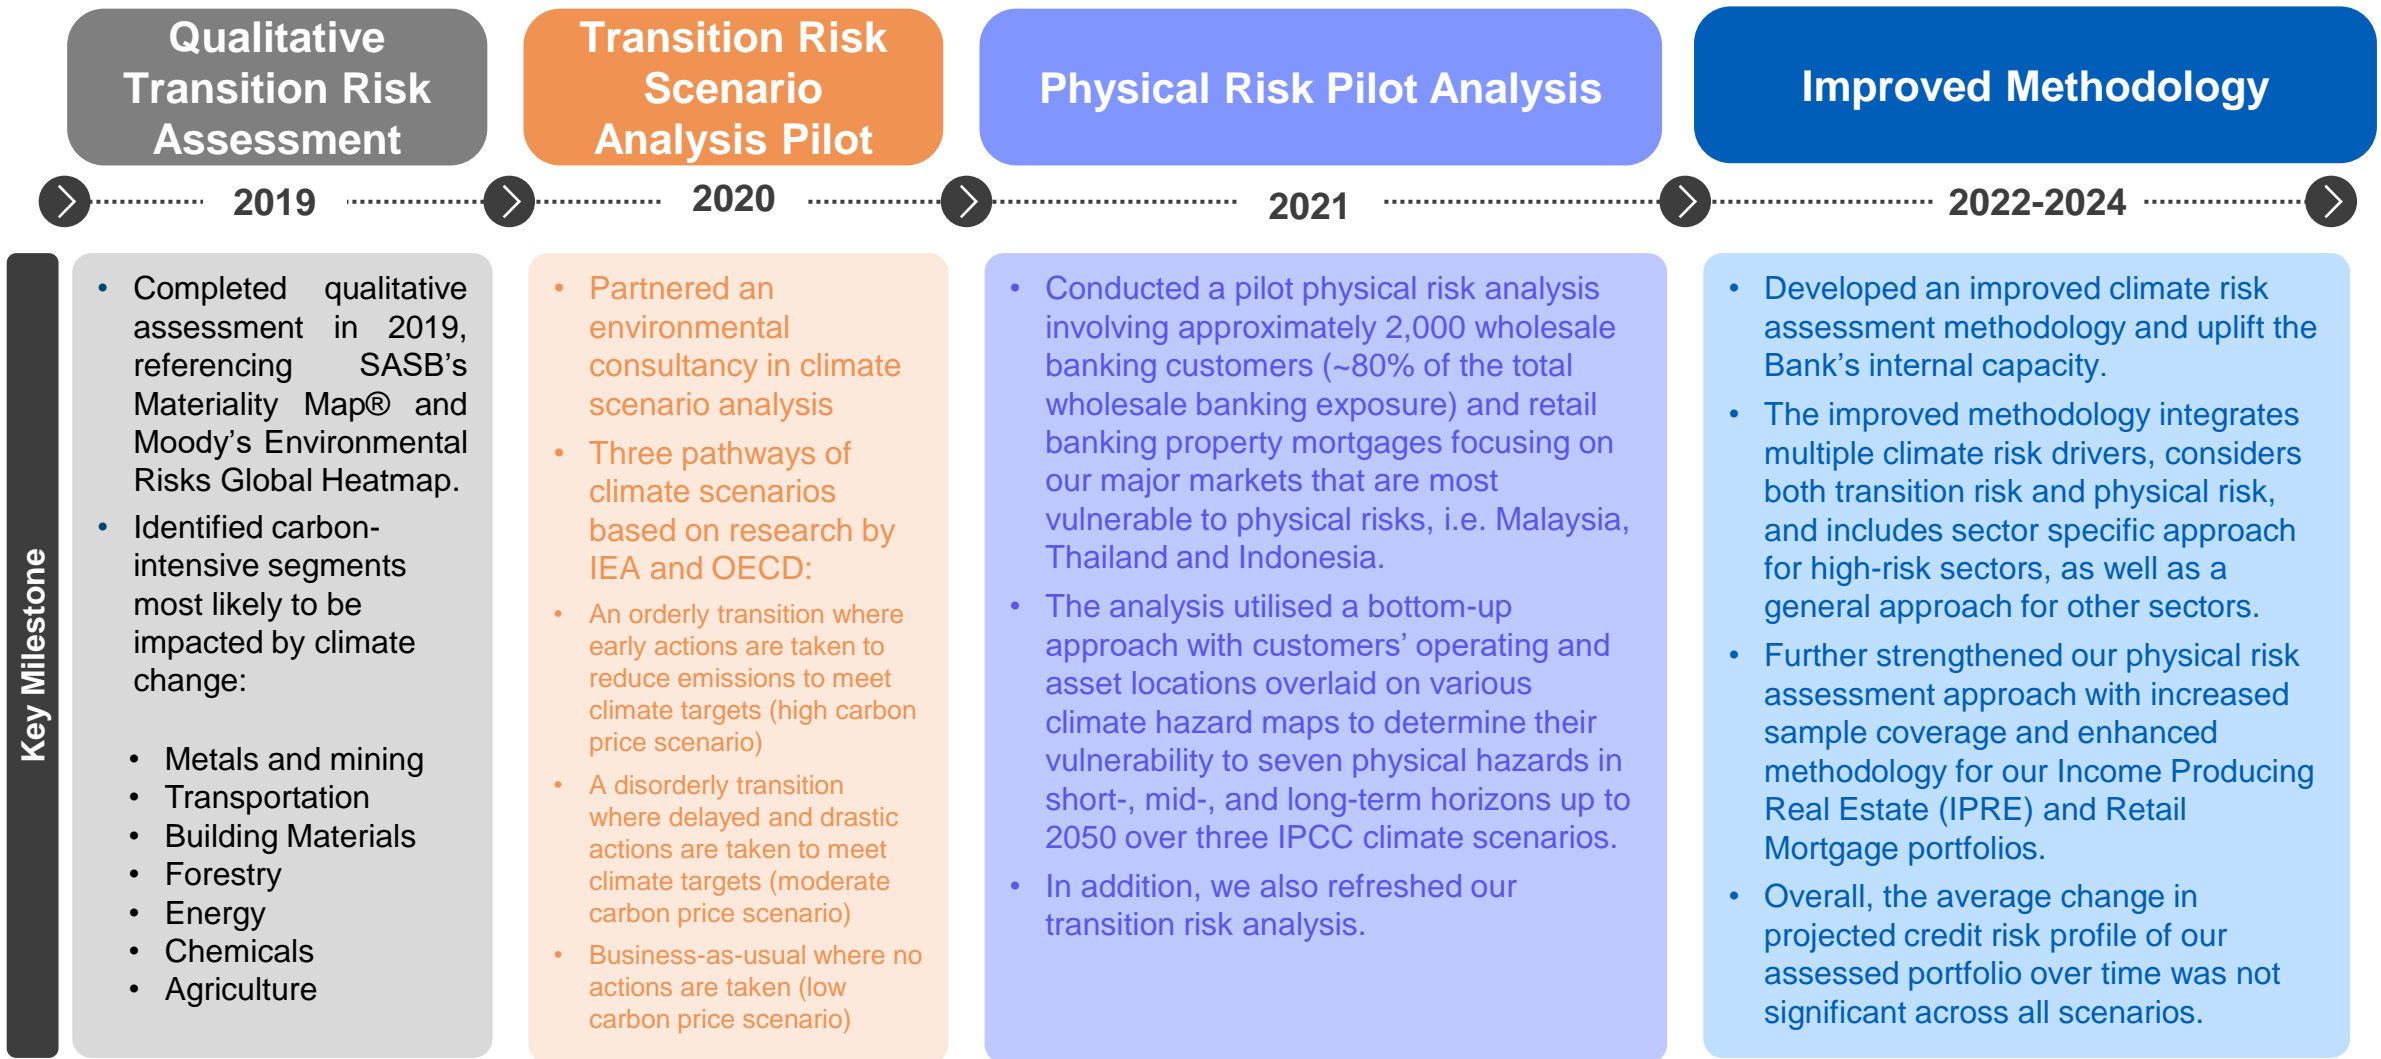 Qualitative
Transition Risk
Assessment
Transition Risk
Scenario
Analysis Pilot
Physical Risk Pilot Analysis
Improved Methodology
2019
2020
2021
2022-2024
Key Milestone
• Completed qualitative
assessment in 2019,
referencing SASB’s
Materiality Map® and
Moody’s Environmental
Risks Global Heatmap.
• Identified carbon-
intensive segments
most likely to be
impacted by climate
change:
• Metals and mining
• Transportation
• Building Materials
• Forestry
• Energy
• Chemicals
• Agriculture
• Partnered an
environmental
consultancy in climate
scenario analysis
• Three pathways of
climate scenarios
based on research by
IEA and OECD:
• An orderly transition where
early actions are taken to
reduce emissions to meet
climate targets (high carbon
price scenario)
• A disorderly transition
where delayed and drastic
actions are taken to meet
climate targets (moderate
carbon price scenario)
• Business-as-usual where no
actions are taken (low
carbon price scenario)
• Conducted a pilot physical risk analysis
involving approximately 2,000 wholesale
banking customers (~80% of the total
wholesale banking exposure) and retail
banking property mortgages focusing on
our major markets that are most
vulnerable to physical risks, i.e. Malaysia,
Thailand and Indonesia.
• The analysis utilised a bottom-up
approach with customers’ operating and
asset locations overlaid on various
climate hazard maps to determine their
vulnerability to seven physical hazards in
short-, mid-, and long-term horizons up to
2050 over three IPCC climate scenarios.
• In addition, we also refreshed our
transition risk analysis.
• Developed an improved climate risk
assessment methodology and uplift the
Bank’s internal capacity.
• The improved methodology integrates
multiple climate risk drivers, considers
both transition risk and physical risk,
and includes sector specific approach
for high-risk sectors, as well as a
general approach for other sectors.
• Further strengthened our physical risk
assessment approach with increased
sample coverage and enhanced
methodology for our Income Producing
Real Estate (IPRE) and Retail
Mortgage portfolios.
• Overall, the average change in
projected credit risk profile of our
assessed portfolio over time was not
significant across all scenarios.